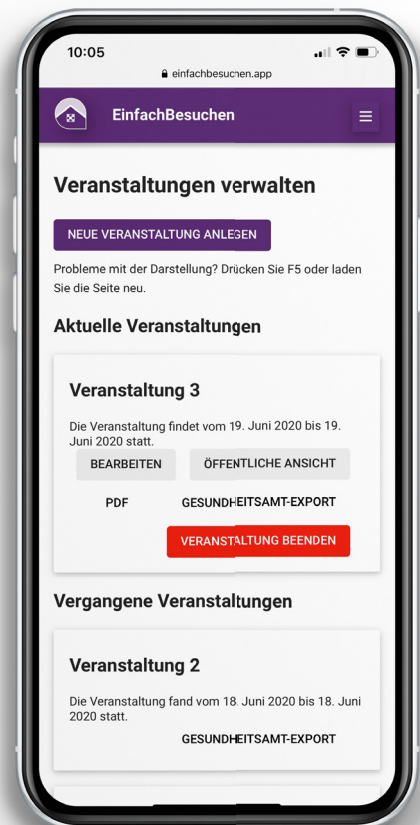 10:05
einfachbesuchen.app
EinfachBesuchen
Veranstaltungen verwalten
NEUE VERANSTALTUNG ANLEGEN
Probleme mit der Darstellung? Drücken Sie F5 oder laden
Sie die Seite neu.
Aktuelle Veranstaltungen
Veranstaltung 3
Die Veranstaltung findet vom 19. Juni 2020 bis 19.
Juni 2020 statt.
BEARBEITEN ÖFFENTLICHE ANSICHT
PDF GESUNDHEITSAMT-EXPORT
VERANSTALTUNG BEENDEN
Vergangene Veranstaltungen
Veranstaltung 2
Die Veranstaltung fand vom 18. Juni 2020 bis 18. Juni
2020 statt.
GESUNDHEITSAMT-EXPORT